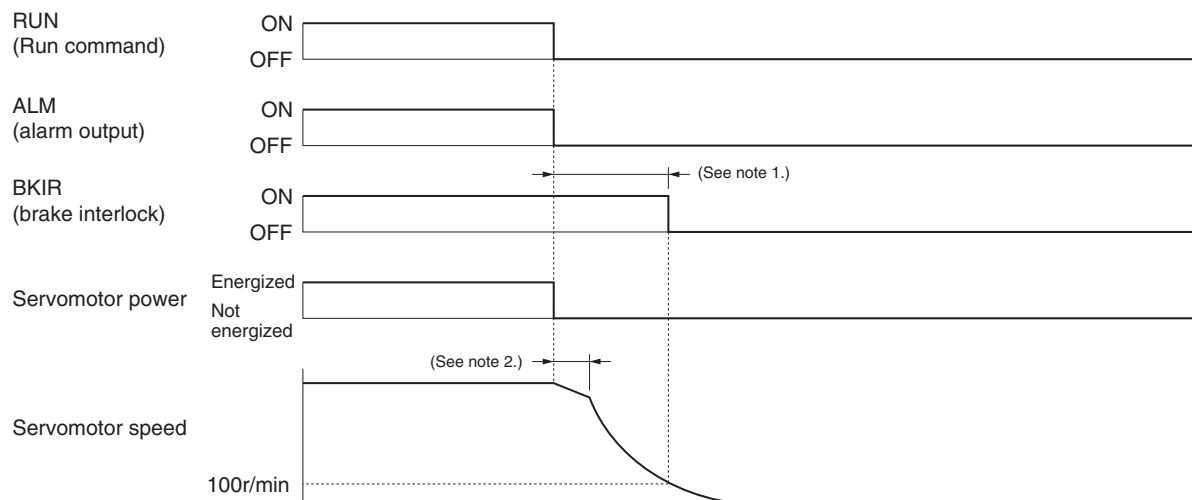 RUN
(Run command)
ON
OFF
ALM
(alarm output)
ON
OFF
(See note 1.)
BKIR
(brake interlock)
ON
OFF
Servomotor power
Energized
Not
energized
(See note 2.)
Servomotor speed
100r/min